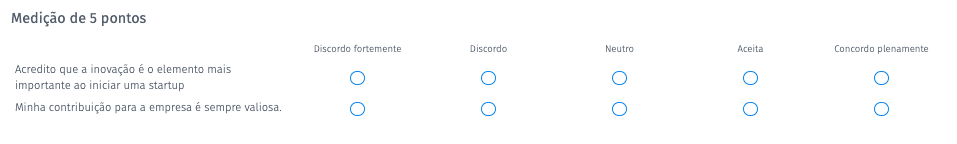 Medição de 5 pontos
Discordo fortemente Discordo Neutro Aceita Concordo plenamente
Acredito que a inovação é o elemento mais
importante ao iniciar uma startup
Minha contribuição para a empresa é sempre valiosa.